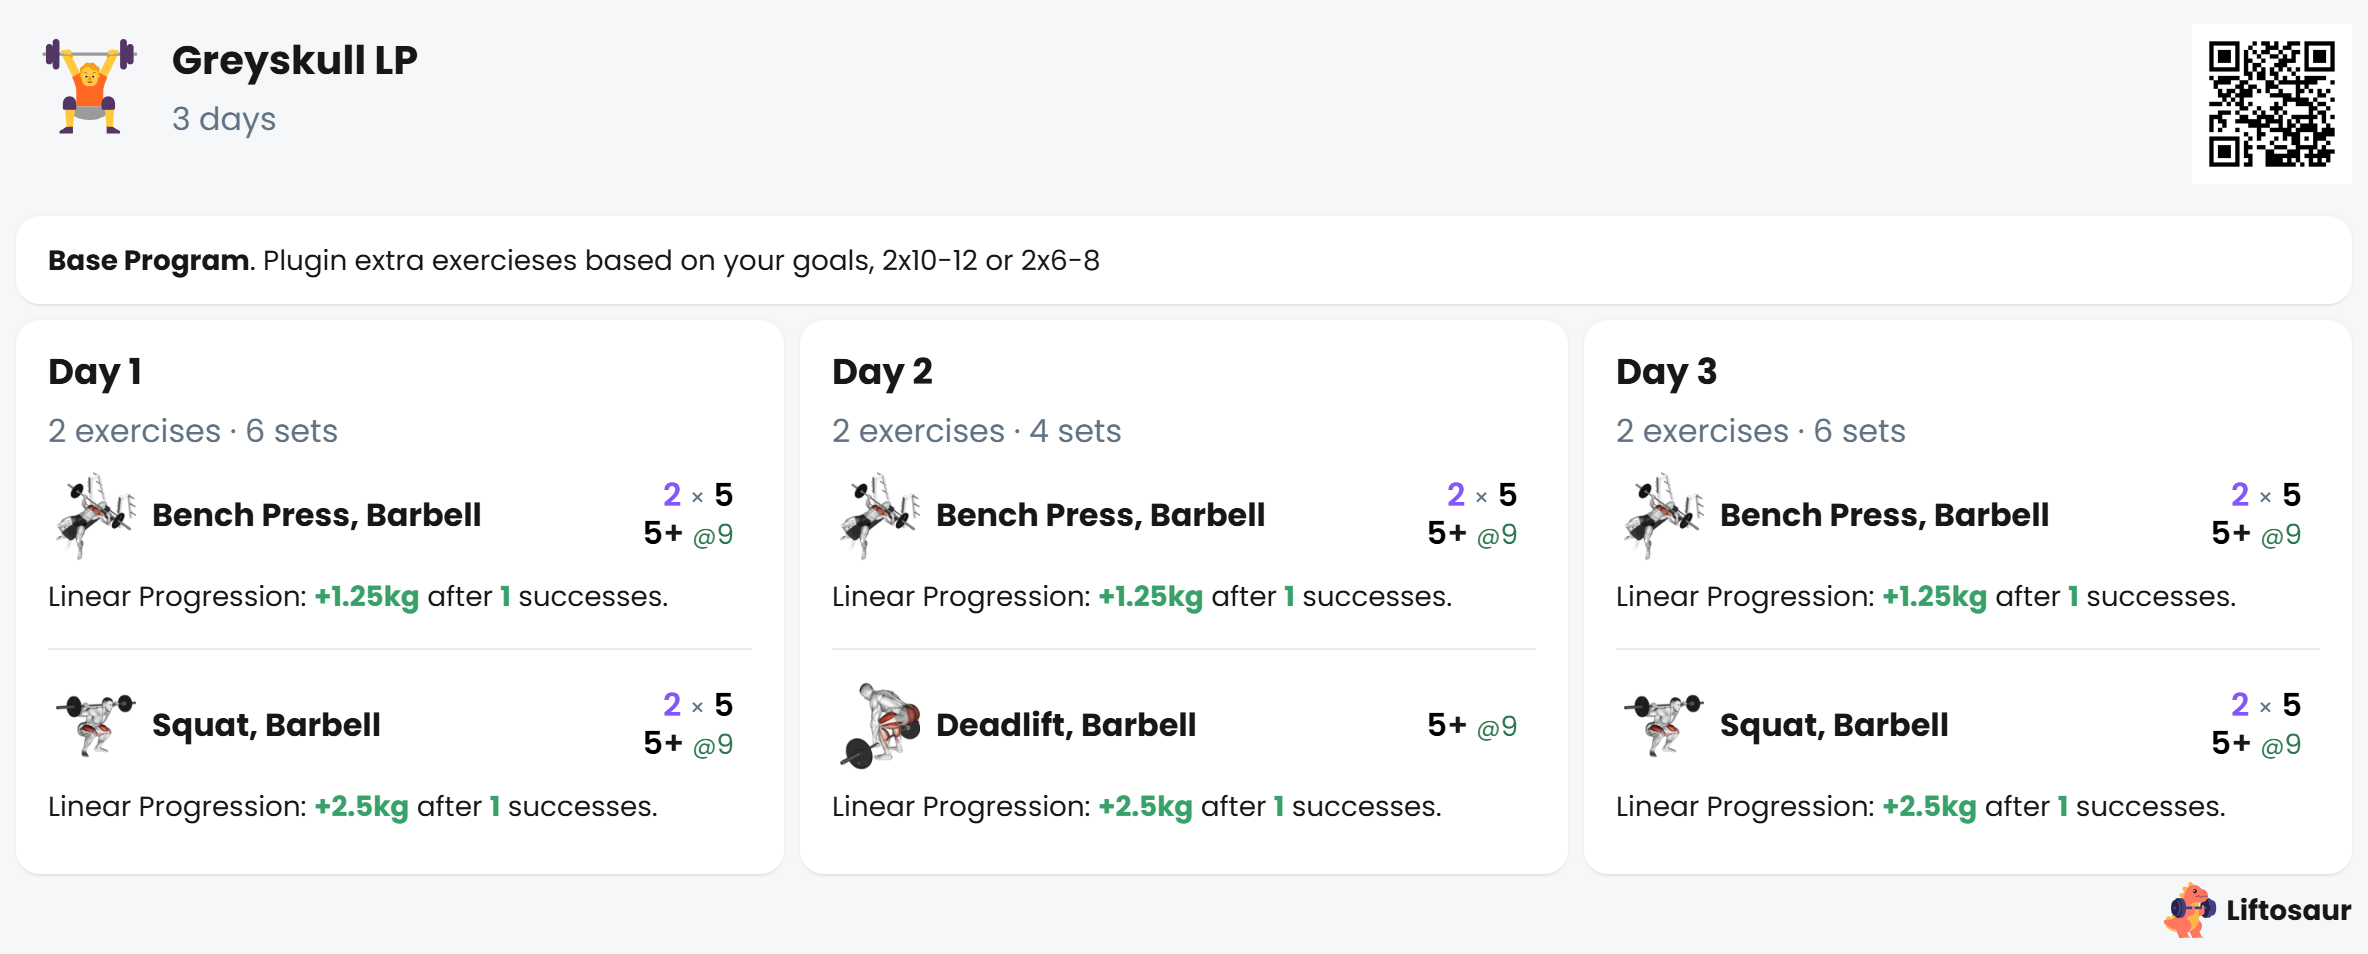 Greyskull LP
3 days
Base Program. Plugin extra exercieses based on your goals, 2x10-12 or 2x6-8
Day 1
2 exercises · 6 sets
Bench Press, Barbell
2 × 5
5+ @9
Linear Progression: +1.25kg after 1 successes.
Squat, Barbell
2 × 5
5+ @9
Linear Progression: +2.5kg after 1 successes.
Day 2
2 exercises · 4 sets
Bench Press, Barbell
2 × 5
5+ @9
Linear Progression: +1.25kg after 1 successes.
Deadlift, Barbell
5+ @9
Linear Progression: +2.5kg after 1 successes.
Day 3
2 exercises · 6 sets
Bench Press, Barbell
2 × 5
5+ @9
Linear Progression: +1.25kg after 1 successes.
Squat, Barbell
2 × 5
5+ @9
Linear Progression: +2.5kg after 1 successes.
Liftosaur